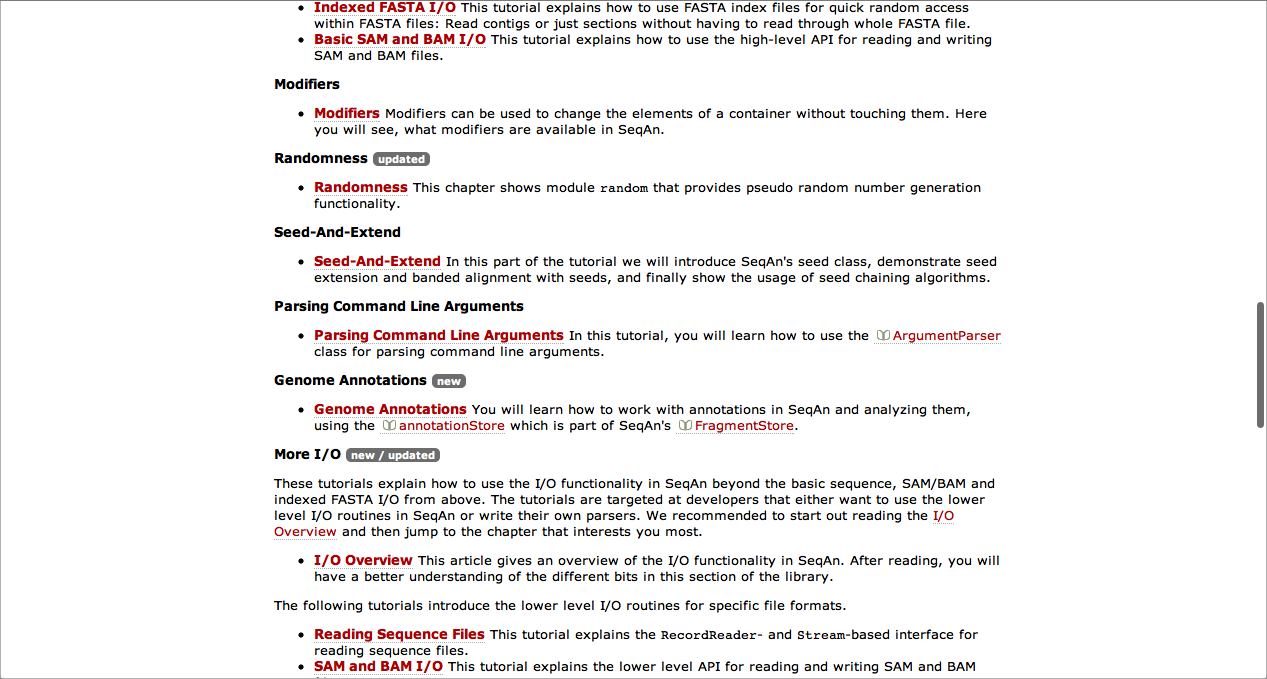 Indexed FASTA I/O This tutorial explains how to use FASTA index files for quick random access
within FASTA files: Read contigs or just sections without having to read through whole FASTA file.
Basic SAM and BAM I/O This tutorial explains how to use the high-level API for reading and writing
SAM and BAM files.
Modifiers
Modifiers Modifiers can be used to change the elements of a container without touching them. Here
you will see, what modifiers are available in SeqAn.
Randomness updated
Randomness This chapter shows module random that provides pseudo random number generation
functionality.
Seed-And-Extend
Seed-And-Extend In this part of the tutorial we will introduce SeqAn's seed class, demonstrate seed
extension and banded alignment with seeds, and finally show the usage of seed chaining algorithms.
Parsing Command Line Arguments
Parsing Command Line Arguments In this tutorial, you will learn how to use the ArgumentParser
class for parsing command line arguments.
Genome Annotations new
Genome Annotations You will learn how to work with annotations in SeqAn and analyzing them,
using the annotationStore which is part of SeqAn's FragmentStore.
More I/O new / updated
These tutorials explain how to use the I/O functionality in SeqAn beyond the basic sequence, SAM/BAM and
indexed FASTA I/O from above. The tutorials are targeted at developers that either want to use the lower
level I/O routines in SeqAn or write their own parsers. We recommended to start out reading the I/O
Overview and then jump to the chapter that interests you most.
I/O Overview This article gives an overview of the I/O functionality in SeqAn. After reading, you will
have a better understanding of the different bits in this section of the library.
The following tutorials introduce the lower level I/O routines for specific file formats.
Reading Sequence Files This tutorial explains the RecordReader- and Stream-based interface for
reading sequence files.
SAM and BAM I/O This tutorial explains the lower level API for reading and writing SAM and BAM